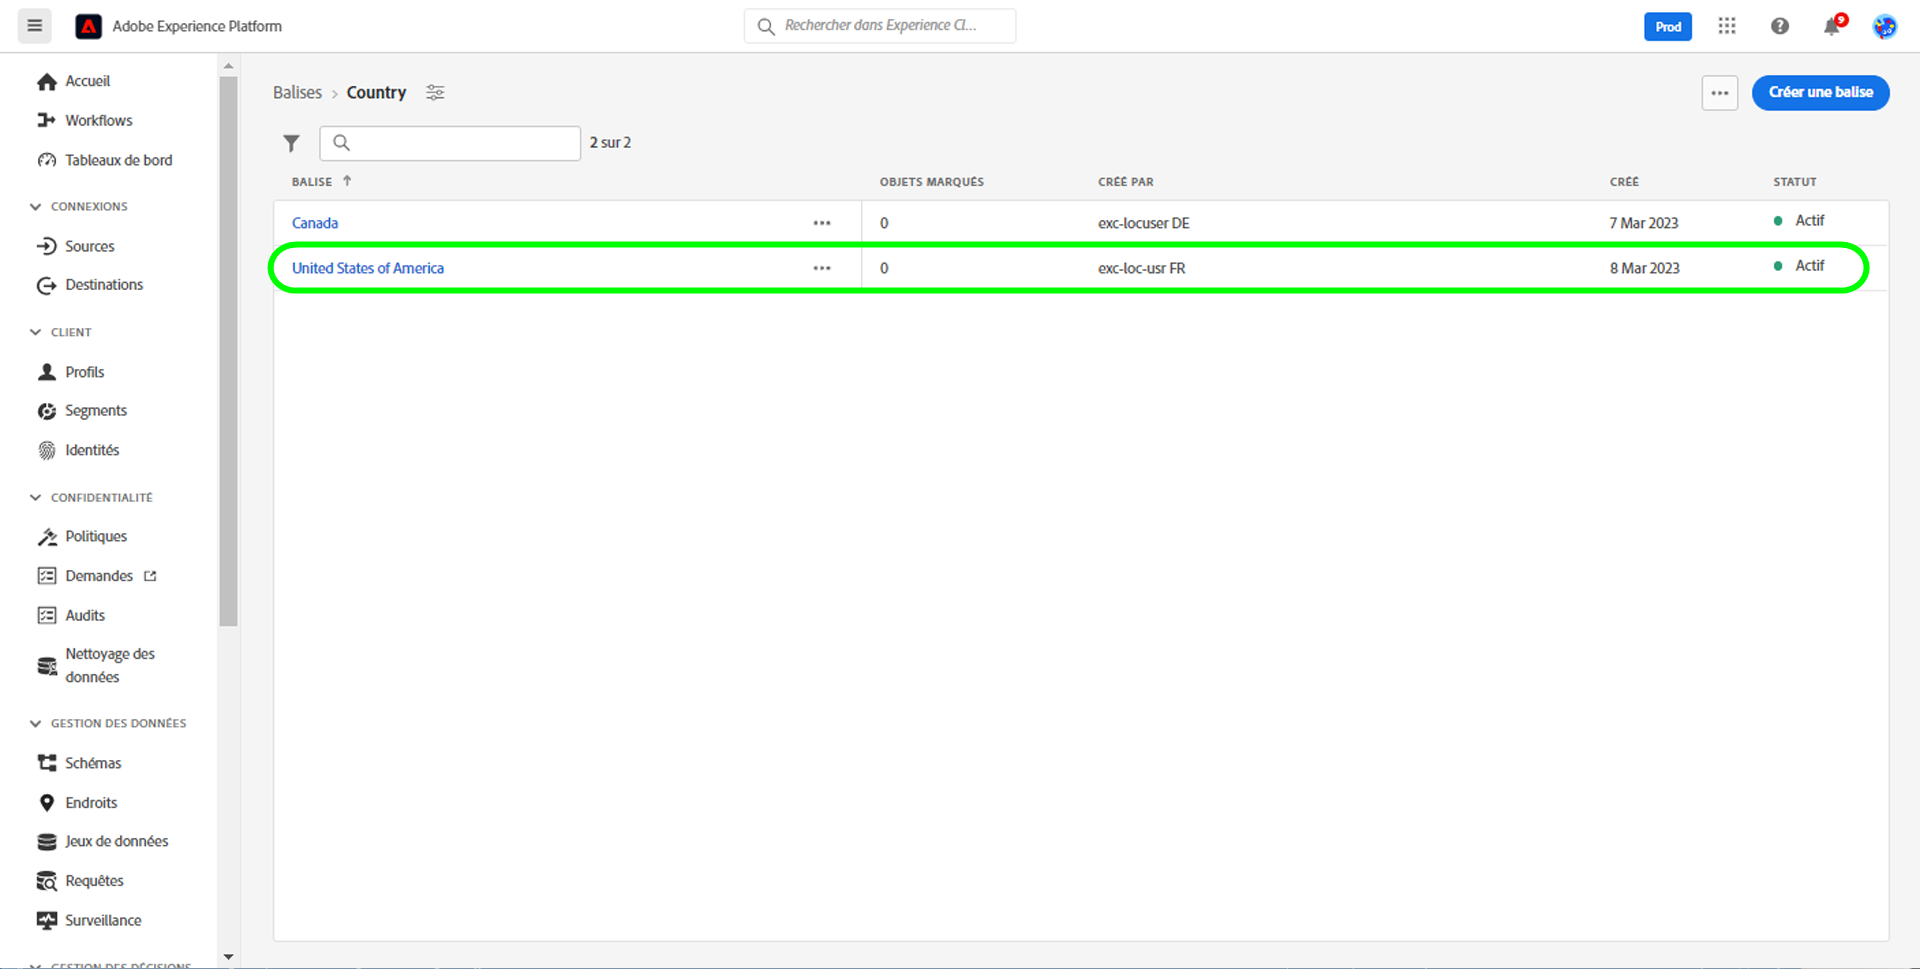 Adobe Experience Platform
Rechercher dans Experience Cl...
Prod
9
Accueil
Workflows
Tableaux de bord
CONNEXIONS
Sources
Destinations
CLIENT
Profils
Segments
Identités
CONFIDENTIALITÉ
Politiques
Demandes
Audits
Nettoyage des
données
GESTION DES DONNÉES
Schémas
Endroits
Jeux de données
Requêtes
Surveillance
GESTION DES DÉCISIONS
Balises > Country
Créer une balise
2 sur 2
BALISE OBJETS MARQUÉS CRÉÉ PAR CRÉÉ STATUT
Canada 0 exc-locuser DE 7 Mar 2023 Actif
United States of America 0 exc-loc-usr FR 8 Mar 2023 Actif